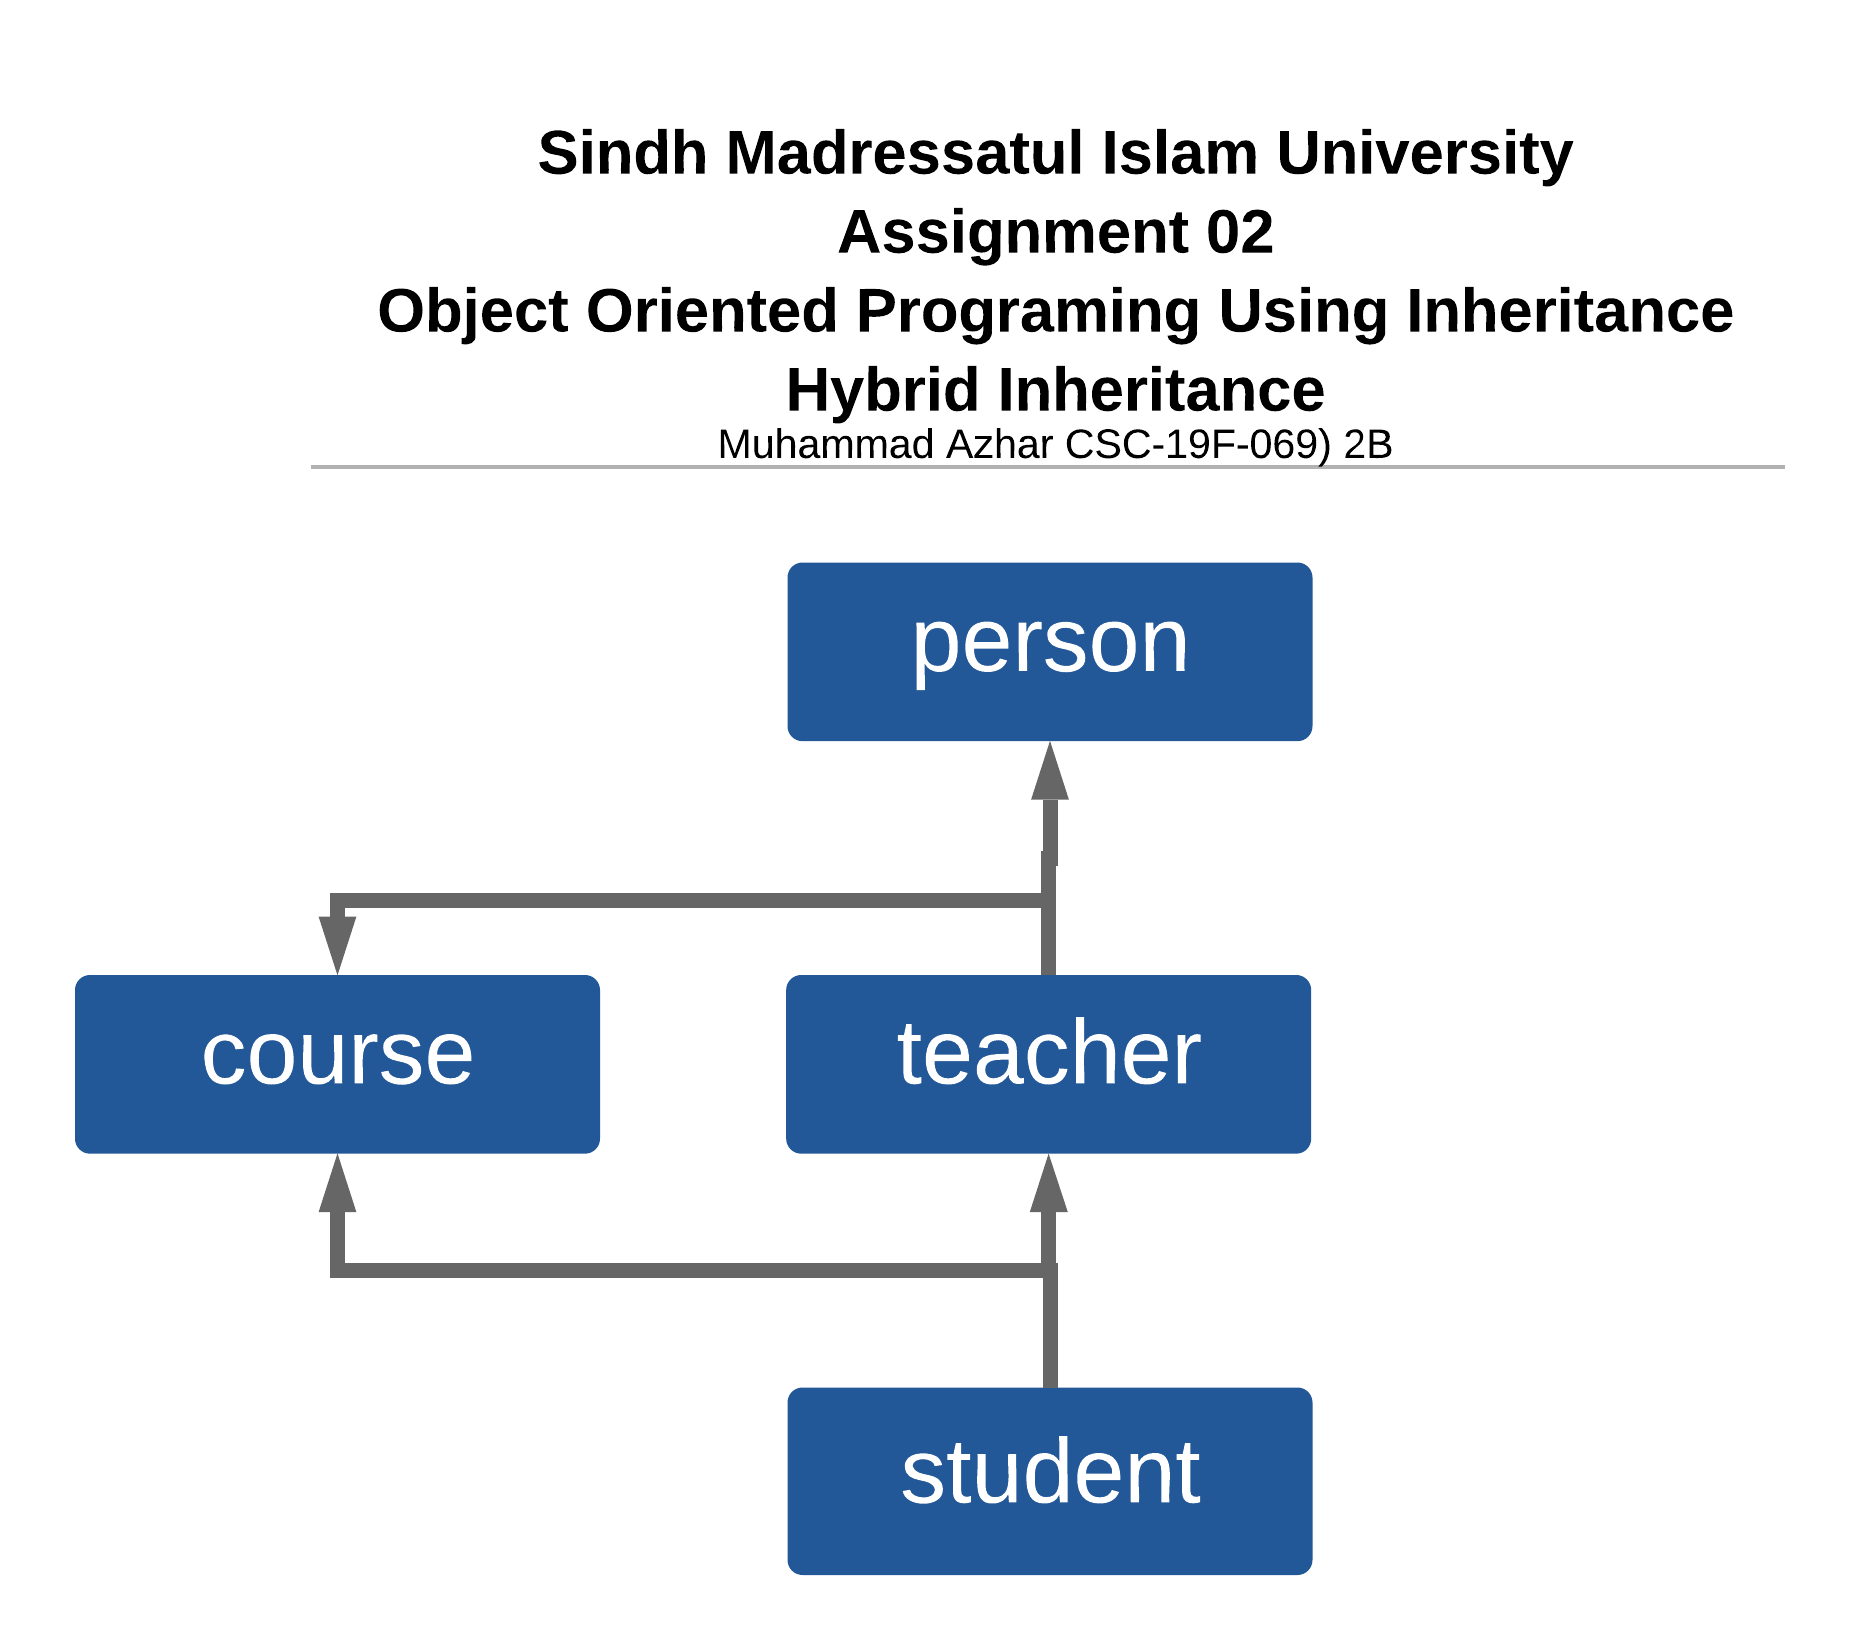 Sindh Madressatul Islam University
Assignment 02
Object Oriented Programing Using Inheritance
Hybrid Inheritance
Muhammad Azhar CSC-19F-069) 2B
person
course
teacher
student